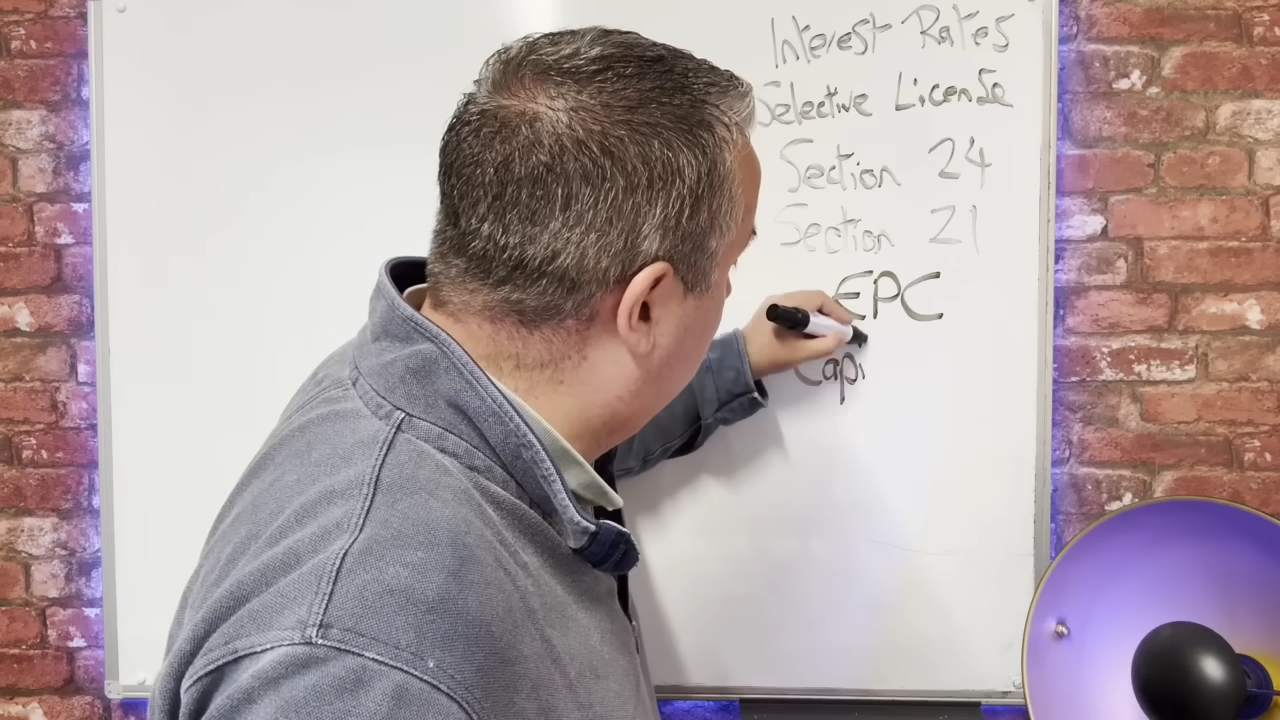 Interest Rates
Selective License
Section 24
Section 21
EPC
Capi